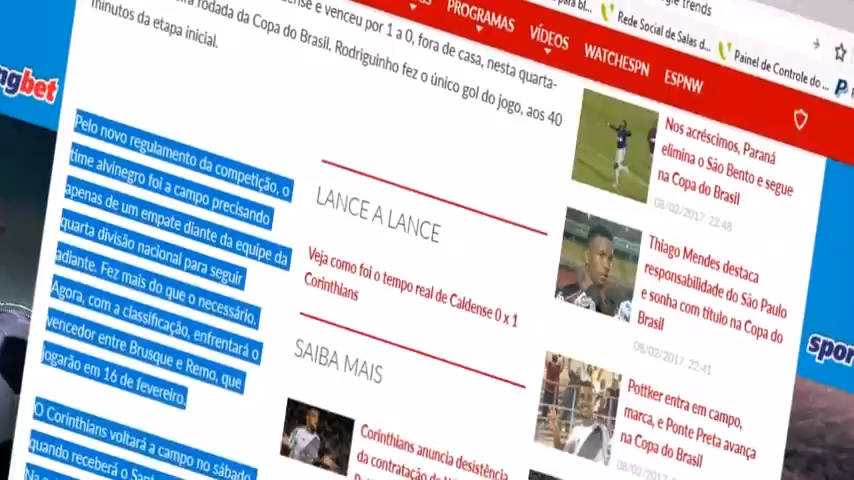 PROGRAMAS
VÍDEOS
WATCHESPN
ESPNW
Rede Social de Salas d...
Painel de Controle do ...
trends
e venceu por 1 a 0, fora de casa, nesta quarta-
rodada da Copa do Brasil. Rodriguinho fez o único gol do jogo, aos 40
minutos da etapa inicial.
Pelo novo regulamento da competição, o
time alvinegro foi a campo precisando
apenas de um empate diante da equipe da
quarta divisão nacional para seguir
adiante. Fez mais do que o necessário.
Agora, com a classificação, enfrentará o
vencedor entre Brusque e Remo, que
jogarão em 16 de fevereiro.
O Corinthians voltará a campo no sábado
quando receberá o
LANCE A LANCE
Veja como foi o tempo real de Caldense 0 x 1
Corinthians
SAIBA MAIS
Corinthians anuncia desistência
da contratação de
Nos acréscimos, Paraná
elimina o São Bento e segue
na Copa do Brasil
08/02/2017, 22:48
Thiago Mendes destaca
responsabilidade do São Paulo
e sonha com título na Copa do
Brasil
08/02/2017, 22:41
Pottker entra em campo,
marca, e Ponte Preta avança
na Copa do Brasil
08/02/2017